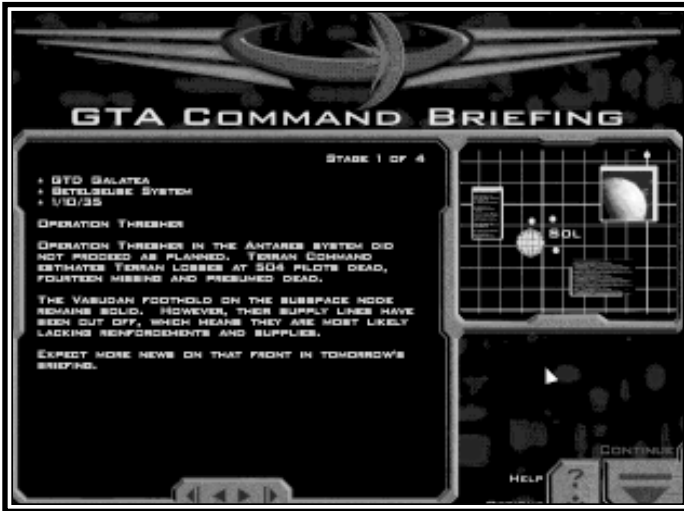 GTA COMMAND BRIEFING
STAGE 1 OF 4
+ GTD GALATEA
+ BETELGEUSE SYSTEM
+ 1/10/35
OPERATION THRESHER
OPERATION THRESHER IN THE ANTARES SYSTEM DID
NOT PROCEED AS PLANNED. TERRAN COMMAND
ESTIMATES TERRAN LOSSES AT 504 PILOTS DEAD,
FOURTEEN MISSING AND PRESUMED DEAD.
THE VASUDAN FOOTHOLD ON THE SUBSPACE NODE
REMAINS SOLID. HOWEVER, THEIR SUPPLY LINES HAVE
BEEN CUT OFF, WHICH MEANS THEY ARE MOST LIKELY
LACKING REINFORCEMENTS AND SUPPLIES.
EXPECT MORE NEWS ON THAT FRONT IN TOMORROW'S
BRIEFING.
SOL
CONTINUE
HELP
?